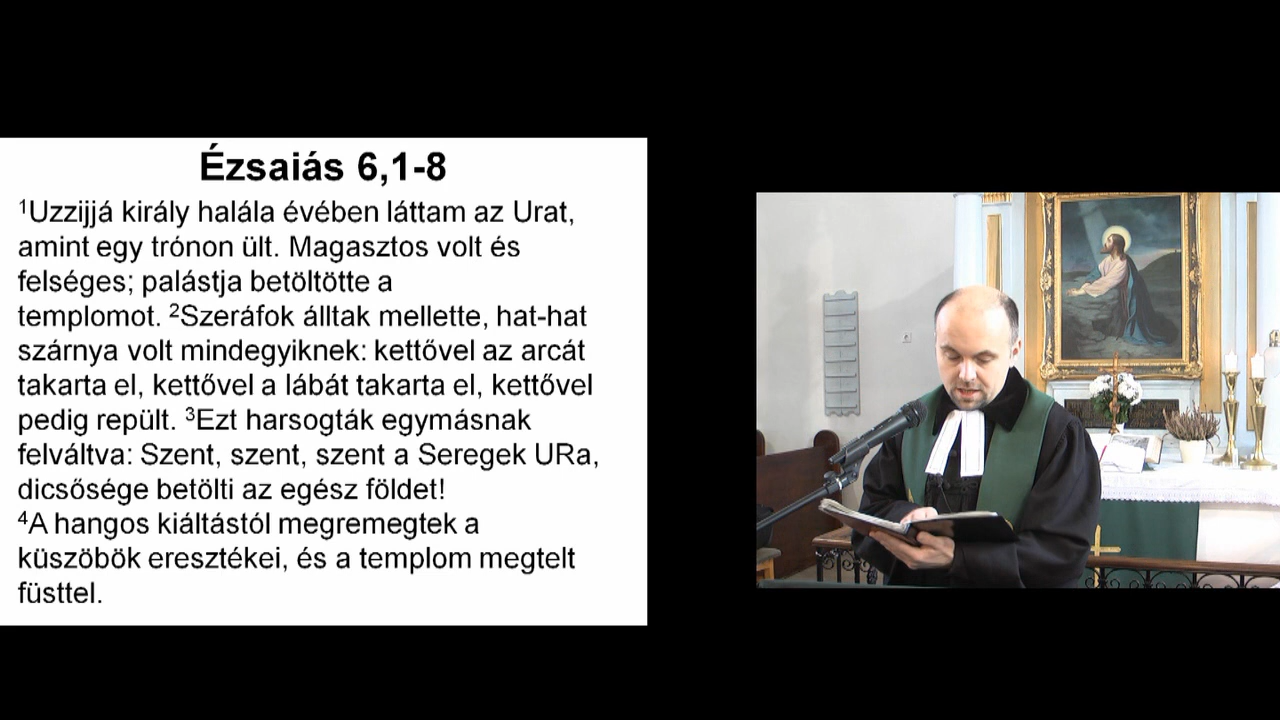 Ézsaiás 6,1-8
¹Uzzijjá király halála évében láttam az Urat,
amint egy trónon ült. Magasztos volt és
felséges; palástja betöltötte a
templomot. ²Szeráfok álltak mellette, hat-hat
szárnya volt mindegyiknek: kettővel az arcát
takarta el, kettővel a lábát takarta el, kettővel
pedig repült. ³Ezt harsogták egymásnak
felváltva: Szent, szent, szent a Seregek URa,
dicsősége betölti az egész földet!
⁴A hangos kiáltástól megremegtek a
küszöbök eresztékei, és a templom megtelt
füsttel.